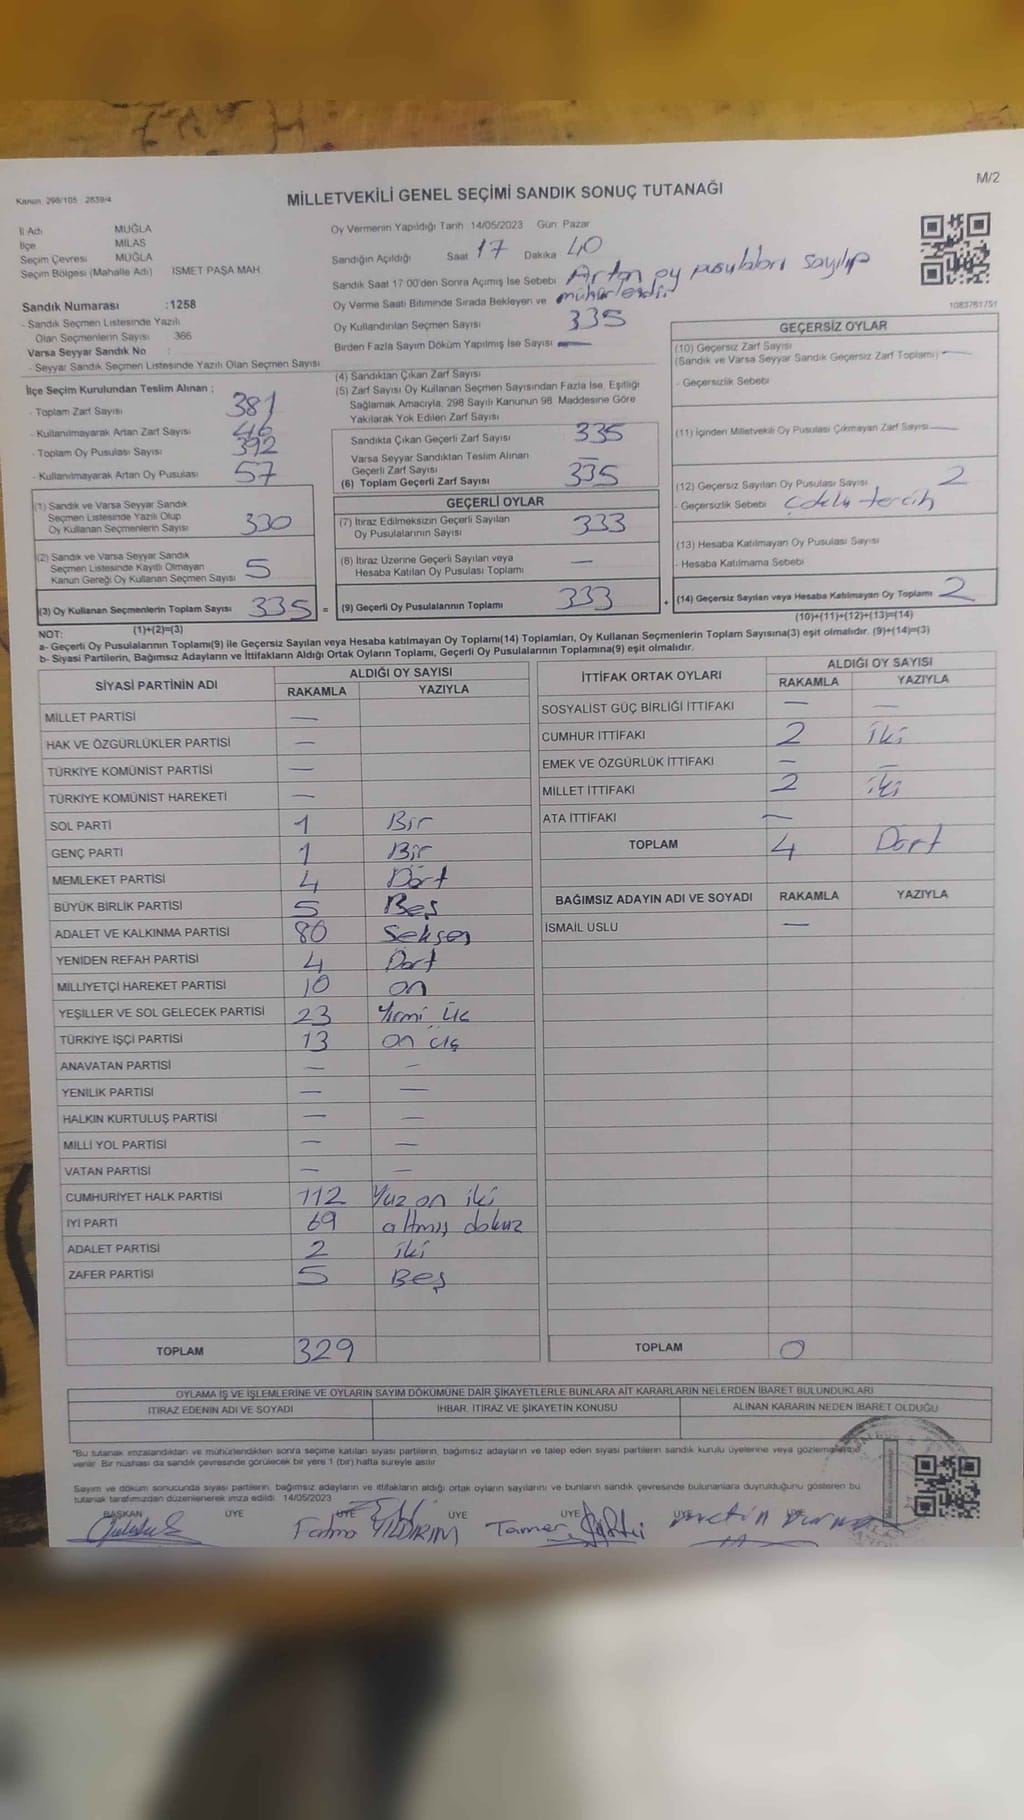 M/2
Kanun 298/105 2839/4
MİLLETVEKİLİ GENEL SEÇİMİ SANDIK SONUÇ TUTANAĞI
İl Adı MUĞLA
İlçe MİLAS
Seçim Çevresi MUĞLA
Seçim Bölgesi (Mahalle Adı) İSMET PAŞA MAH.
Sandık Numarası :1258
- Sandık Seçmen Listesinde Yazılı
Olan Seçmenlerin Sayısı 366
Varsa Seyyar Sandık No :
- Seyyar Sandık Seçmen Listesinde Yazılı Olan Seçmen Sayısı
Oy Vermenin Yapıldığı Tarih 14/05/2023 Gün: Pazar
Sandığın Açıldığı Saat 17 Dakika 40
Sandık Saat 17 00'den Sonra Açımış İse Sebebi Artan oy pusulaları sayılıp
mühürlendi.
Oy Verme Saati Bitiminde Sırada Bekleyen ve
Oy Kullandırılan Seçmen Sayısı 335
Birden Fazla Sayım Döküm Yapılmış İse Sayısı —
1083761751
İlçe Seçim Kurulundan Teslim Alınan ;
- Toplam Zarf Sayısı 381
- Kullanılmayarak Artan Zarf Sayısı 46
- Toplam Oy Pusulası Sayısı 392
- Kullanılmayarak Artan Oy Pusulası 57
(1) Sandık ve Varsa Seyyar Sandık
Seçmen Listesinde Yazılı Olup
Oy Kullanan Seçmenlerin Sayısı 330
(2) Sandık ve Varsa Seyyar Sandık
Seçmen Listesinde Kayıtlı Olmayan
Kanun Gereği Oy Kullanan Seçmen Sayısı 5
(3) Oy Kullanan Seçmenlerin Toplam Sayısı 335 =
(1)+(2)=(3)
(4) Sandıktan Çıkan Zarf Sayısı
(5) Zarf Sayısı Oy Kullanan Seçmen Sayısından Fazla İse, Eşitliği
Sağlamak Amacıyla, 298 Sayılı Kanunun 98. Maddesine Göre
Yakılarak Yok Edilen Zarf Sayısı
Sandıkta Çıkan Geçerli Zarf Sayısı 335
Varsa Seyyar Sandıktan Teslim Alınan
Geçerli Zarf Sayısı —
(6) Toplam Geçerli Zarf Sayısı 335
GEÇERLİ OYLAR
(7) İtiraz Edilmeksizin Geçerli Sayılan
Oy Pusulalarının Sayısı 333
(8) İtiraz Üzerine Geçerli Sayılan veya
Hesaba Katılan Oy Pusulası Toplamı —
(9) Geçerli Oy Pusulalarının Toplamı 333 +
GEÇERSİZ OYLAR
(10) Geçersiz Zarf Sayısı
(Sandık ve Varsa Seyyar Sandık Geçersiz Zarf Toplamı) —
- Geçersizlik Sebebi
(11) İçinden Milletvekili Oy Pusulası Çıkmayan Zarf Sayısı —
(12) Geçersiz Sayılan Oy Pusulası Sayısı 2
- Geçersizlik Sebebi tercih
(13) Hesaba Katılmayan Oy Pusulası Sayısı
- Hesaba Katılmama Sebebi
(14) Geçersiz Sayılan veya Hesaba Katılmayan Oy Toplamı 2
(10)+(11)+(12)+(13)=(14)
NOT:
a- Geçerli Oy Pusulalarının Toplamı(9) ile Geçersiz Sayılan veya Hesaba katılmayan Oy Toplamı(14) Toplamları, Oy Kullanan Seçmenlerin Toplam Sayısına(3) eşit olmalıdır. (9)+(14)=(3)
b- Siyasi Partilerin, Bağımsız Adayların ve İttifakların Aldığı Ortak Oyların Toplamı, Geçerli Oy Pusulalarının Toplamına(9) eşit olmalıdır.
SİYASİ PARTİNİN ADI ALDIĞI OY SAYISI
RAKAMLA YAZIYLA
MİLLET PARTİSİ —
HAK VE ÖZGÜRLÜKLER PARTİSİ —
TÜRKİYE KOMÜNİST PARTİSİ —
TÜRKİYE KOMÜNİST HAREKETİ —
SOL PARTİ 1 Bir
GENÇ PARTİ 1 Bir
MEMLEKET PARTİSİ 4 Dört
BÜYÜK BİRLİK PARTİSİ 5 Beş
ADALET VE KALKINMA PARTİSİ 80 Seksen
YENİDEN REFAH PARTİSİ 4 Dört
MİLLİYETÇİ HAREKET PARTİSİ 10 on
YEŞİLLER VE SOL GELECEK PARTİSİ 23 Yirmi Üç
TÜRKİYE İŞÇİ PARTİSİ 13 on üç
ANAVATAN PARTİSİ — —
YENİLİK PARTİSİ — —
HALKIN KURTULUŞ PARTİSİ — —
MİLLİ YOL PARTİSİ — —
VATAN PARTİSİ — —
CUMHURİYET HALK PARTİSİ 112 Yüz on iki
İYİ PARTİ 69 altmış dokuz
ADALET PARTİSİ 2 iki
ZAFER PARTİSİ 5 Beş
TOPLAM 329
İTTİFAK ORTAK OYLARI ALDIĞI OY SAYISI
RAKAMLA YAZIYLA
SOSYALİST GÜÇ BİRLİĞİ İTTİFAKI — —
CUMHUR İTTİFAKI 2 iki
EMEK VE ÖZGÜRLÜK İTTİFAKI — —
MİLLET İTTİFAKI 2 iki
ATA İTTİFAKI —
TOPLAM 4 Dört
BAĞIMSIZ ADAYIN ADI VE SOYADI RAKAMLA YAZIYLA
İSMAİL USLU —
TOPLAM 0
OYLAMA İŞ VE İŞLEMLERİNE VE OYLARIN SAYIM DÖKÜMÜNE DAİR ŞİKAYETLERLE BUNLARA AİT KARARLARIN NELERDEN İBARET BULUNDUKLARI
İTİRAZ EDENİN ADI VE SOYADI İHBAR, İTİRAZ VE ŞİKAYETİN KONUSU ALINAN KARARIN NEDEN İBARET OLDUĞU
*Bu tutanak imzalandıktan ve mühürlendikten sonra seçime katılan siyasi partilerin, bağımsız adayların ve talep eden siyasi partilerin sandık kurulu üyelerine veya gözlemcilerine
verilir. Bir nüshası da sandık çevresinde görülecek bir yere 1 (bir) hafta süreyle asılır
Sayım ve döküm sonucunda siyasi partilerin, bağımsız adayların ve ittifakların aldığı ortak oyların sayılarını ve bunların sandık çevresinde bulunanlara duyrulduğunu gösteren bu
tutanak tarafımızdan düzenlenerek imza edildi. 14/05/2023
BAŞKAN ÜYE ÜYE ÜYE ÜYE ÜYE ÜYE
Fatma YILDIRIM Tamer Metin